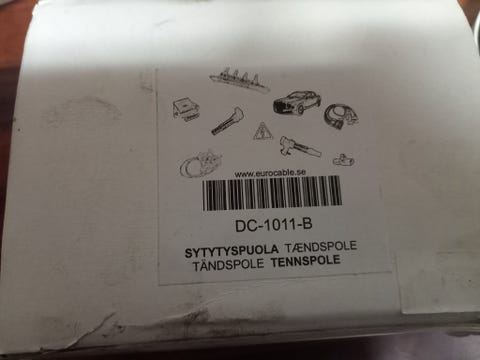 www.eurocable.se
DC-1011-B
SYTYTYSPUOLA TÆNDSPOLE
TÄNDSPOLE TENNSPOLE